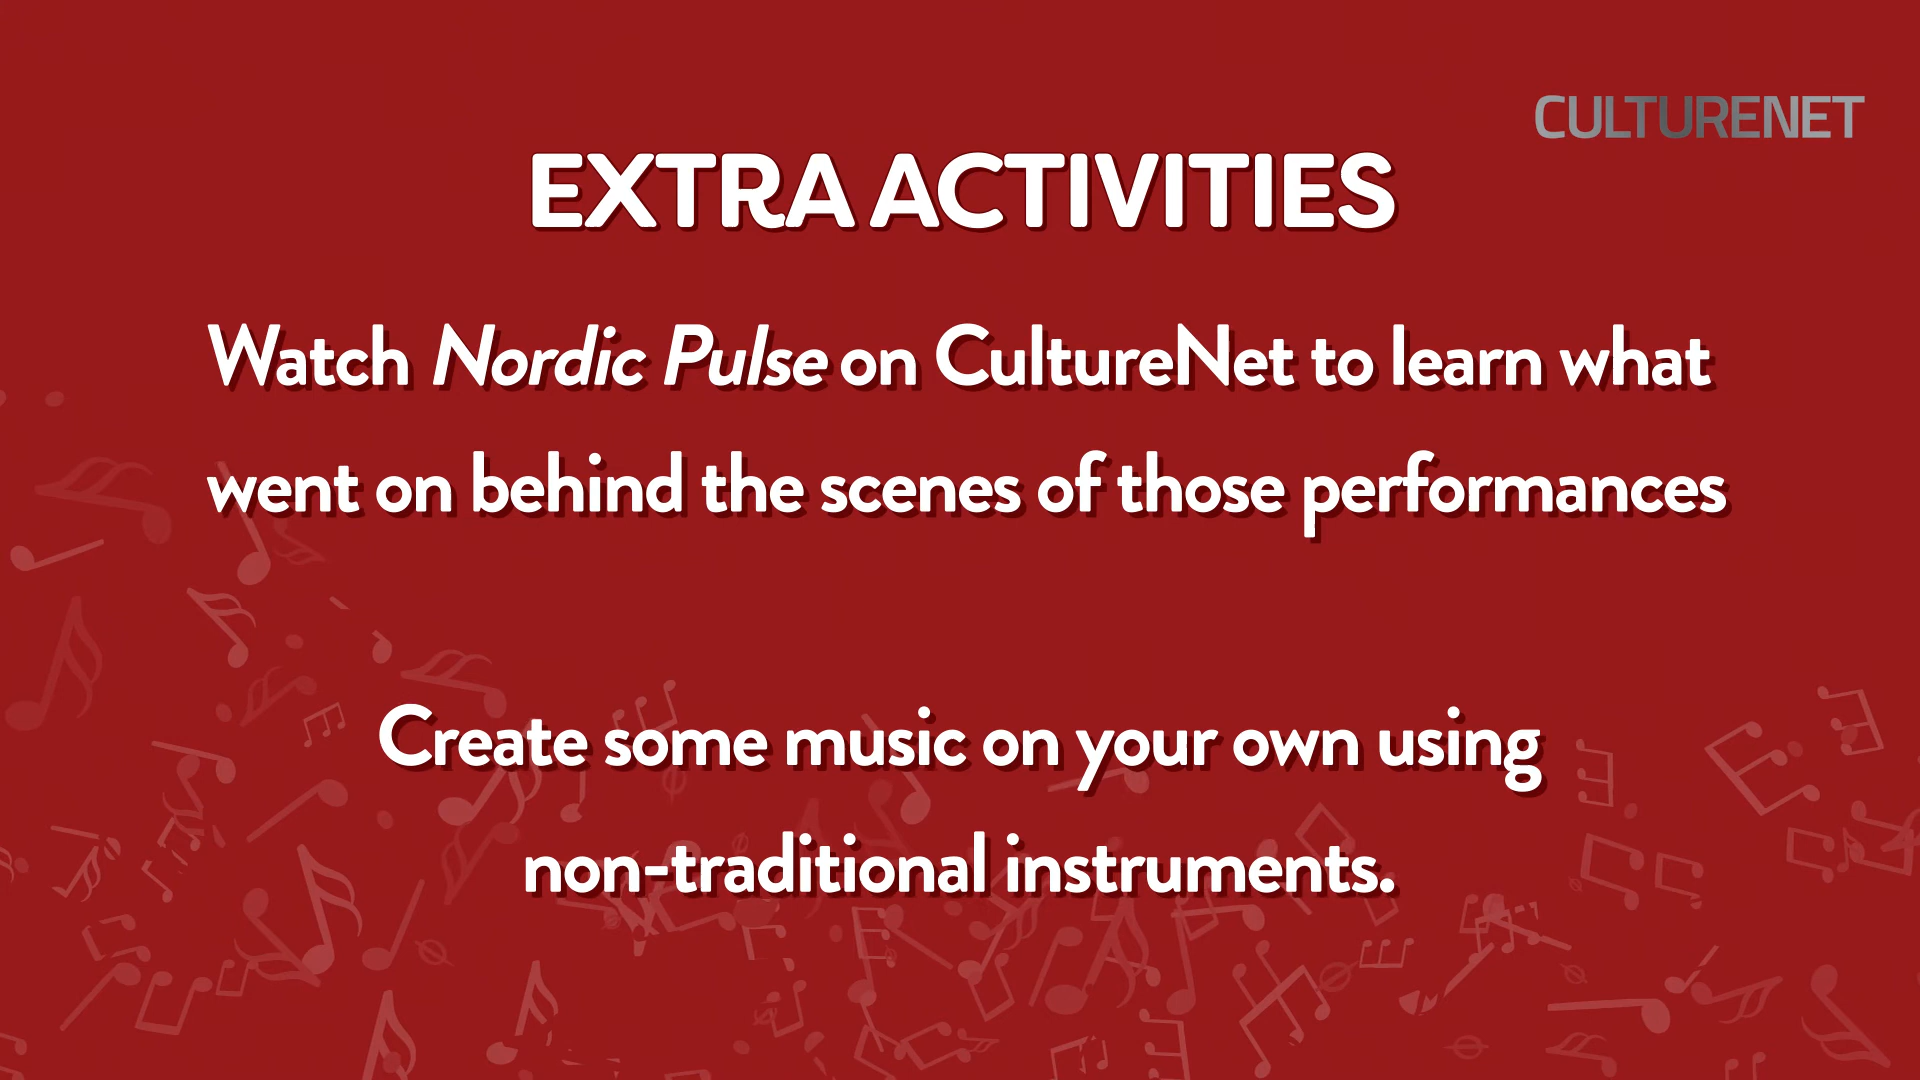 CULTURENET
EXTRA ACTIVITIES
Watch Nordic Pulse on CultureNet to learn what
went on behind the scenes of those performances
Create some music on your own using
non-traditional instruments.